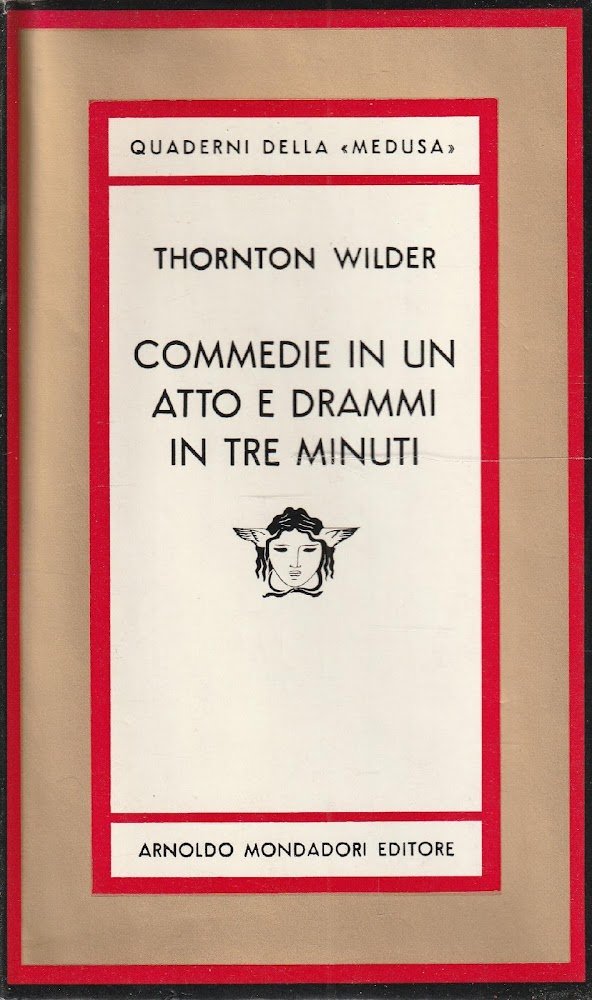 QUADERNI DELLA «MEDUSA»
THORNTON WILDER
COMMEDIE IN UN
ATTO E DRAMMI
IN TRE MINUTI
ARNOLDO MONDADORI EDITORE